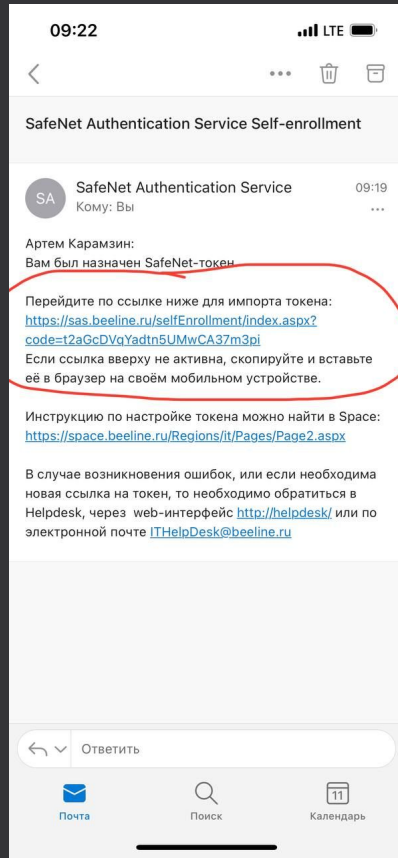 09:22
LTE
SafeNet Authentication Service Self-enrollment
SA
SafeNet Authentication Service
09:19
Кому: Вы
Артем Карамзин:
Вам был назначен SafeNet-токен
Перейдите по ссылке ниже для импорта токена:
https://sas.beeline.ru/selfEnrollment/index.aspx?
code=t2aGcDVqYadtn5UMwCA37m3pi
Если ссылка вверху не активна, скопируйте и вставьте
её в браузер на своём мобильном устройстве.
Инструкцию по настройке токена можно найти в Space:
https://space.beeline.ru/Regions/it/Pages/Page2.aspx
В случае возникновения ошибок, или если необходима
новая ссылка на токен, то необходимо обратиться в
Helpdesk, через web-интерфейс http://helpdesk/ или по
электронной почте ITHelpDesk@beeline.ru
Ответить
11
Почта
Поиск
Календарь